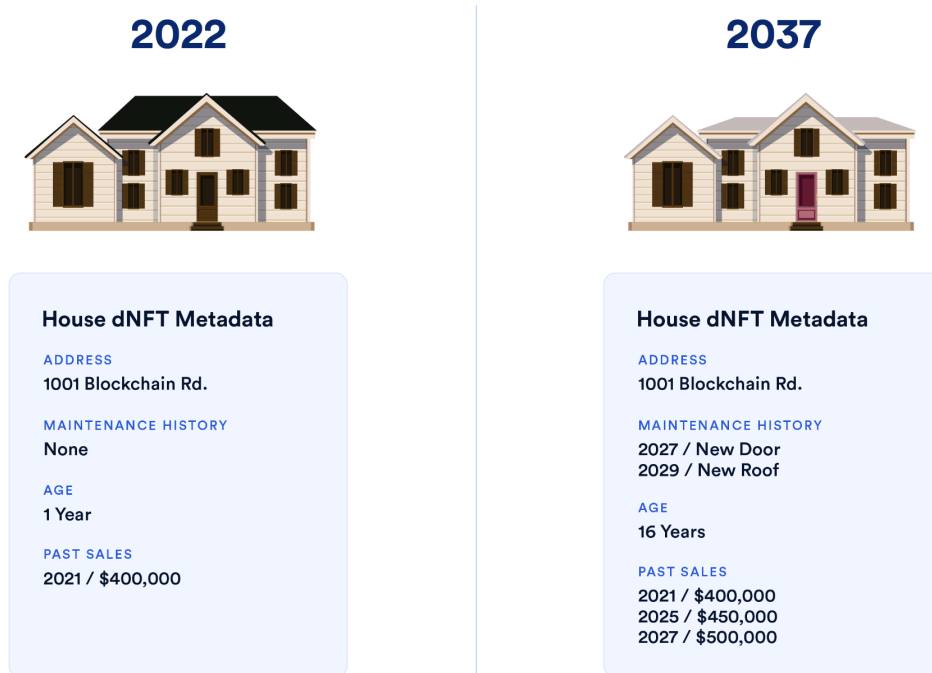 2022
House dNFT Metadata
ADDRESS
1001 Blockchain Rd.
MAINTENANCE HISTORY
None
AGE
1 Year
PAST SALES
2021 / $400,000
2037
House dNFT Metadata
ADDRESS
1001 Blockchain Rd.
MAINTENANCE HISTORY
2027 / New Door
2029 / New Roof
AGE
16 Years
PAST SALES
2021 / $400,000
2025 / $450,000
2027 / $500,000